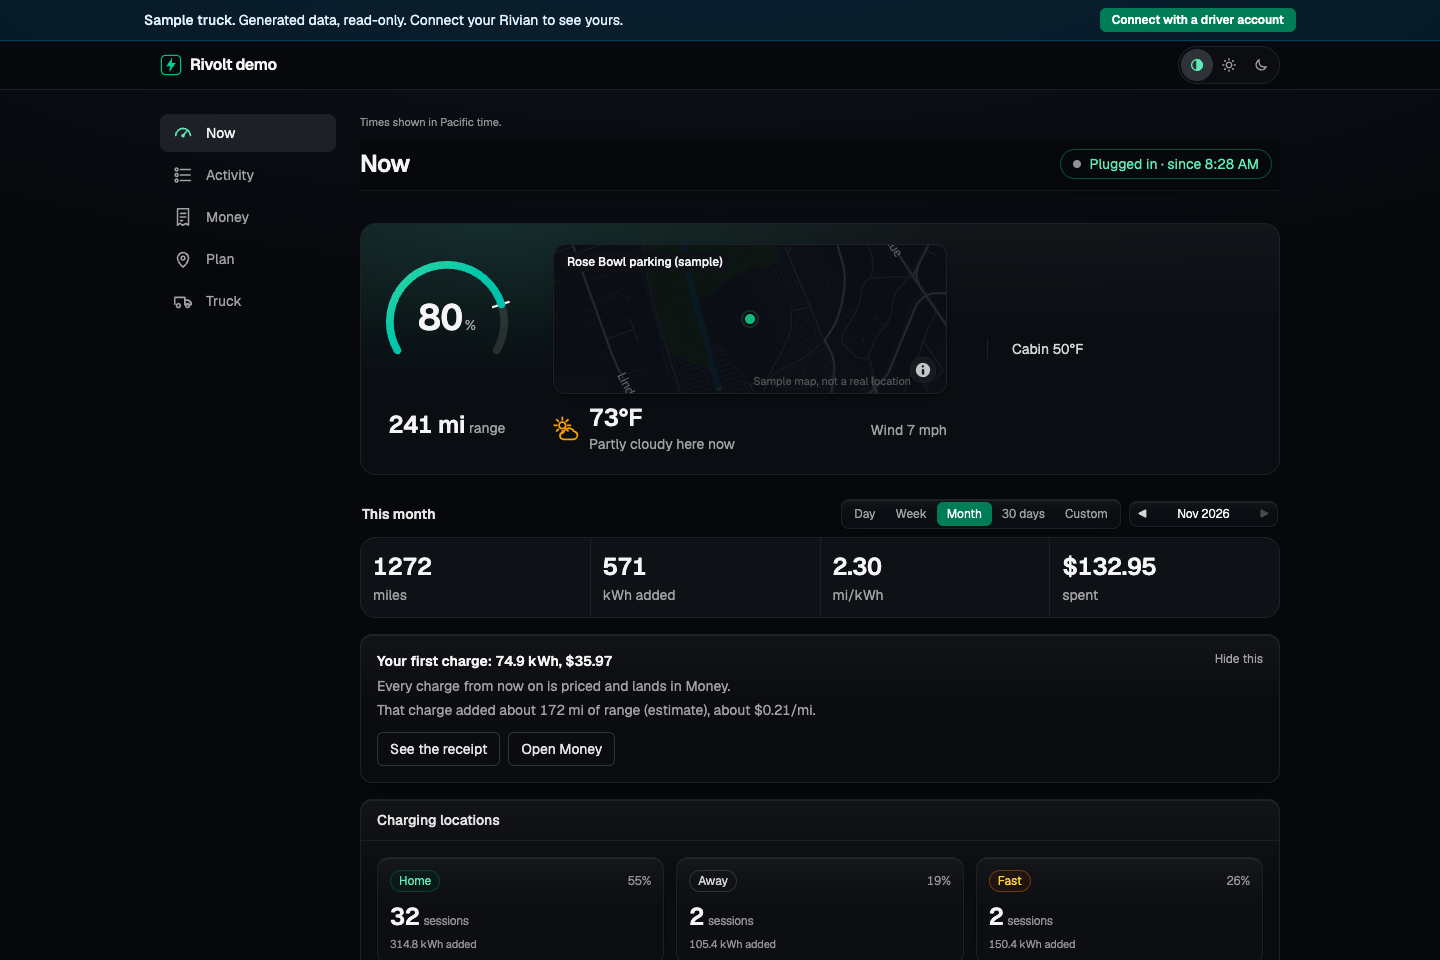 Sample truck. Generated data, read-only. Connect your Rivian to see yours.
Connect with a driver account
Rivolt demo
Now
Activity
Money
Plan
Truck
Times shown in Pacific time.
Now
Plugged in · since 8:28 AM
80%
241 mi range
Rose Bowl parking (sample)
ue
Lind
Sample map, not a real location
73°F
Partly cloudy here now
Wind 7 mph
Cabin 50°F
This month
Day Week Month 30 days Custom
Nov 2026
1272
miles
571
kWh added
2.30
mi/kWh
$132.95
spent
Your first charge: 74.9 kWh, $35.97
Hide this
Every charge from now on is priced and lands in Money.
That charge added about 172 mi of range (estimate), about $0.21/mi.
See the receipt
Open Money
Charging locations
Home 55%
32 sessions
314.8 kWh added
Away 19%
2 sessions
105.4 kWh added
Fast 26%
2 sessions
150.4 kWh added